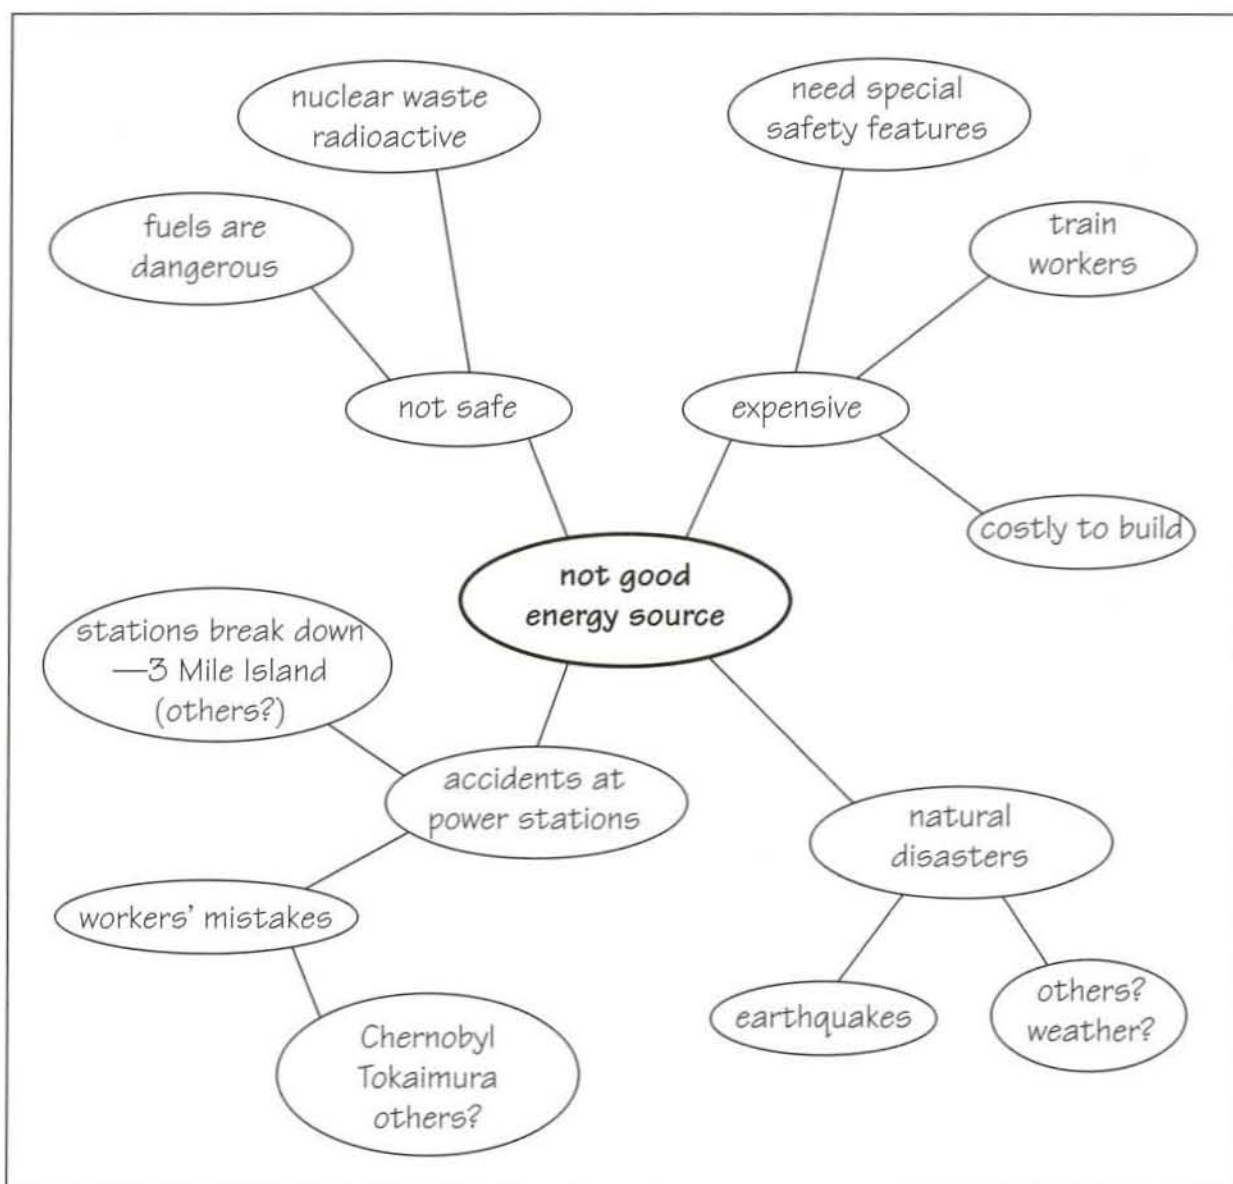 nuclear waste
radioactive
need special
safety features
fuels are
dangerous
train
workers
not safe
expensive
costly to build
not good
energy source
stations break down
—3 Mile Island
(others?)
accidents at
power stations
natural
disasters
workers' mistakes
earthquakes
others?
weather?
Chernobyl
Tokaimura
others?